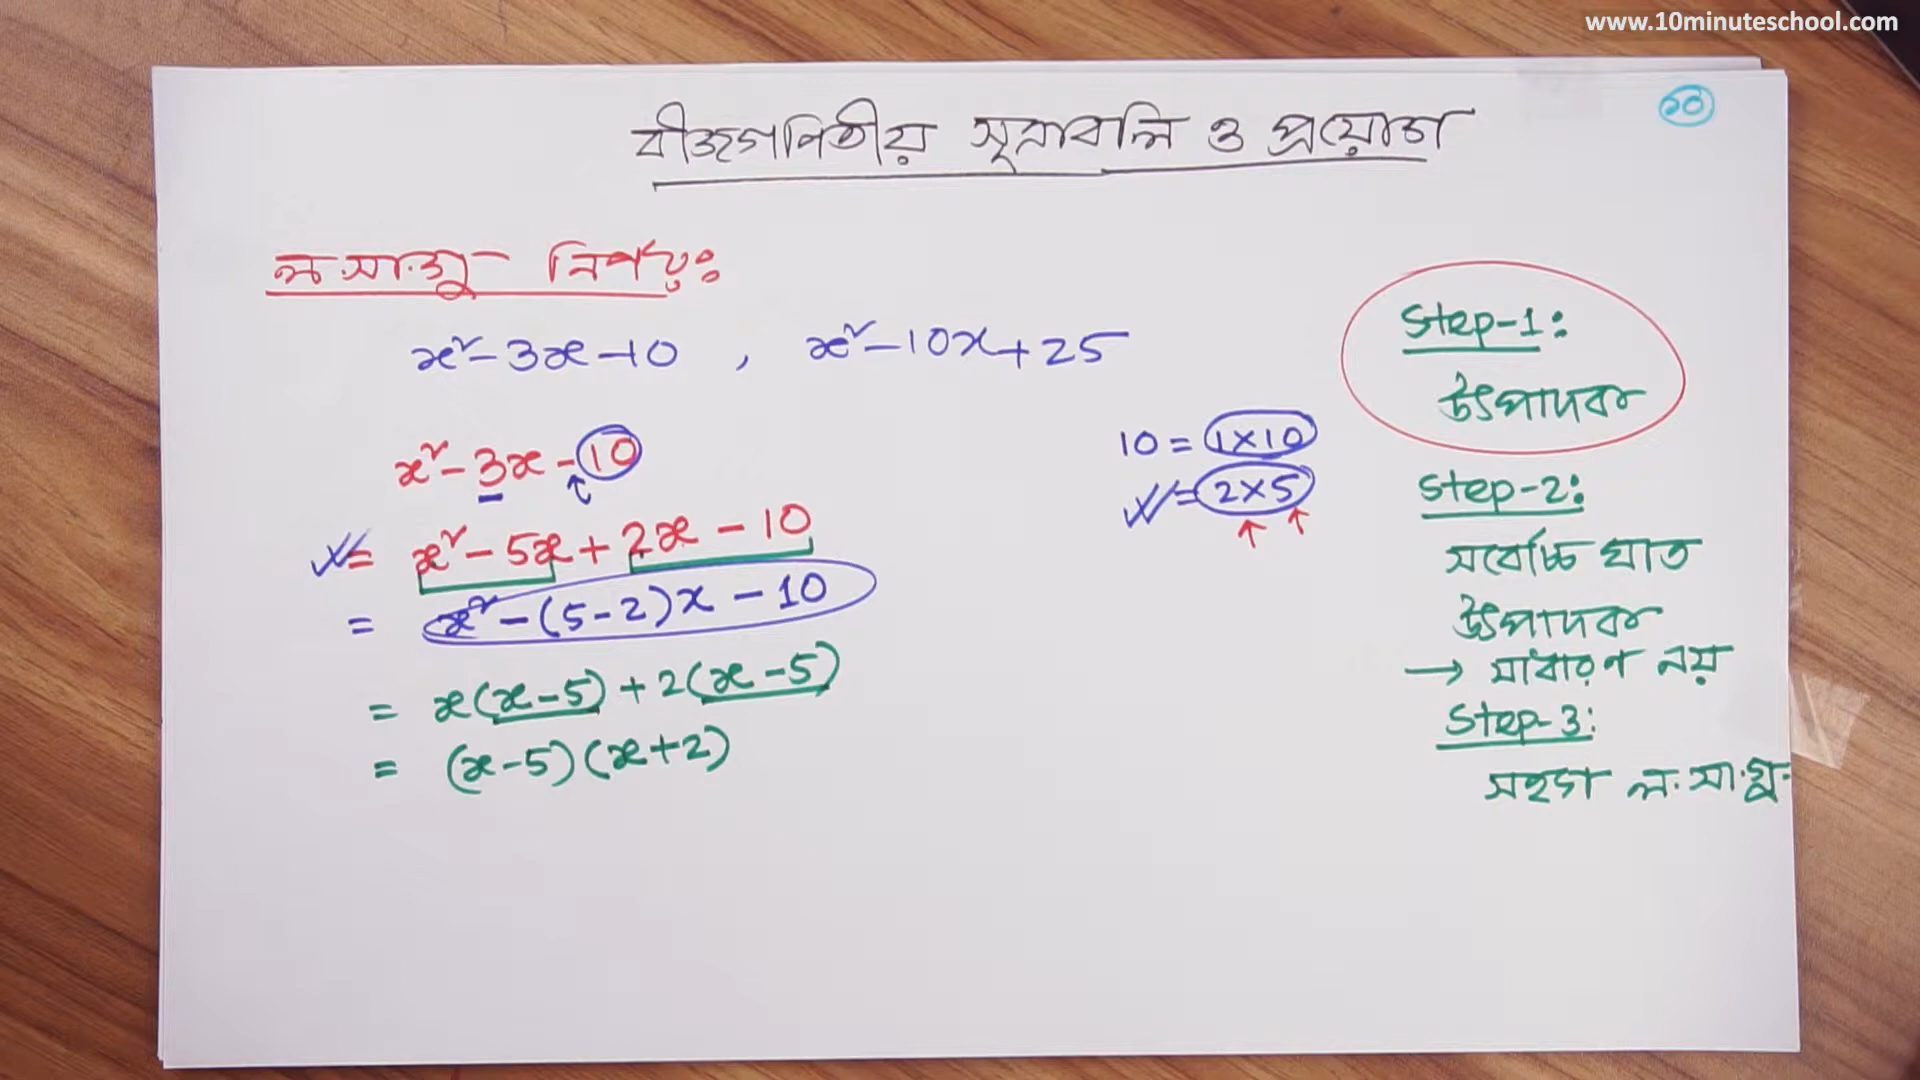 www.10minuteschool.com
১০
বীজগণিতীয় সূত্রাবলি ও প্রয়োগ
ল.সা.গু নির্ণয়:
x² - 3x - 10 , x² - 10x + 25
x² - 3x - 10
= x² - 5x + 2x - 10
= x² - (5-2)x - 10
= x(x-5) + 2(x-5)
= (x-5)(x+2)
10 = 1×10
= 2×5
Step-1:
উৎপাদক
Step-2:
সর্বোচ্চ ঘাত
উৎপাদক
→ সাধারণ নয়
Step-3:
সহগ ল.সা.গু.